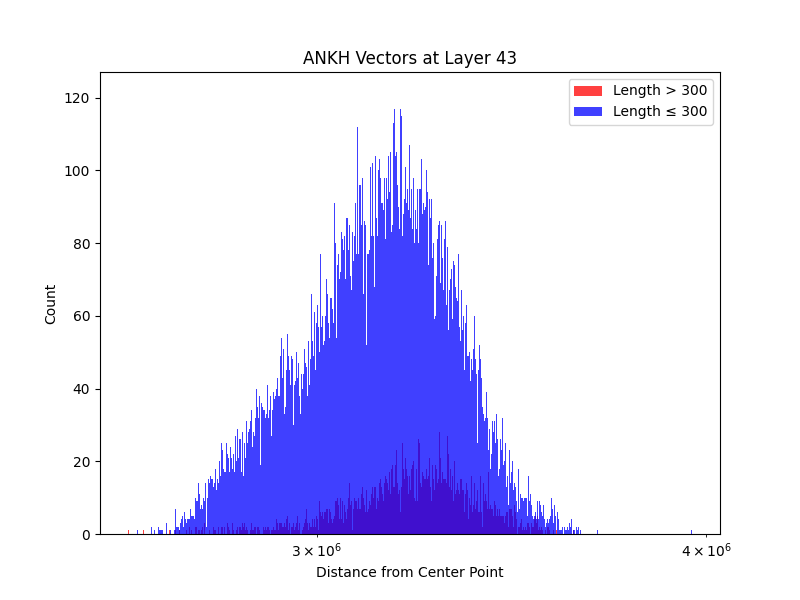 ANKH Vectors at Layer 43
Length > 300
Length ≤ 300
120
100
80
60
40
20
0
Count
3 × 10⁶
4 × 10⁶
Distance from Center Point